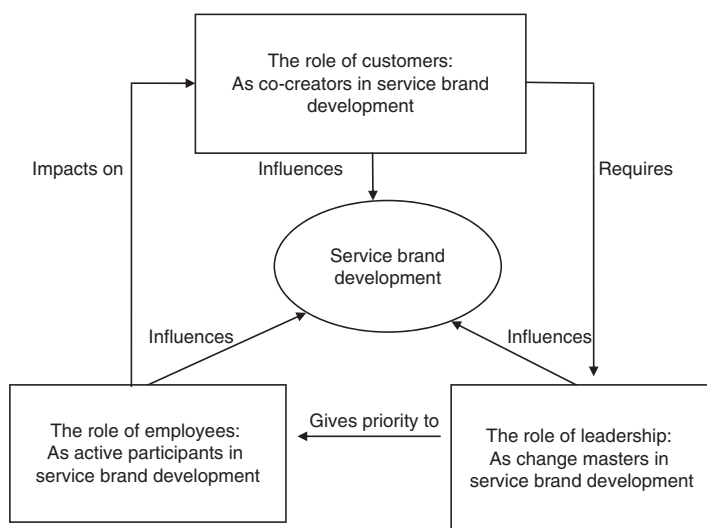 The role of customers:
As co-creators in service brand
development
Impacts on
Influences
Requires
Service brand
development
Influences
Influences
The role of employees:
As active participants in
service brand development
Gives priority to
The role of leadership:
As change masters in
service brand development